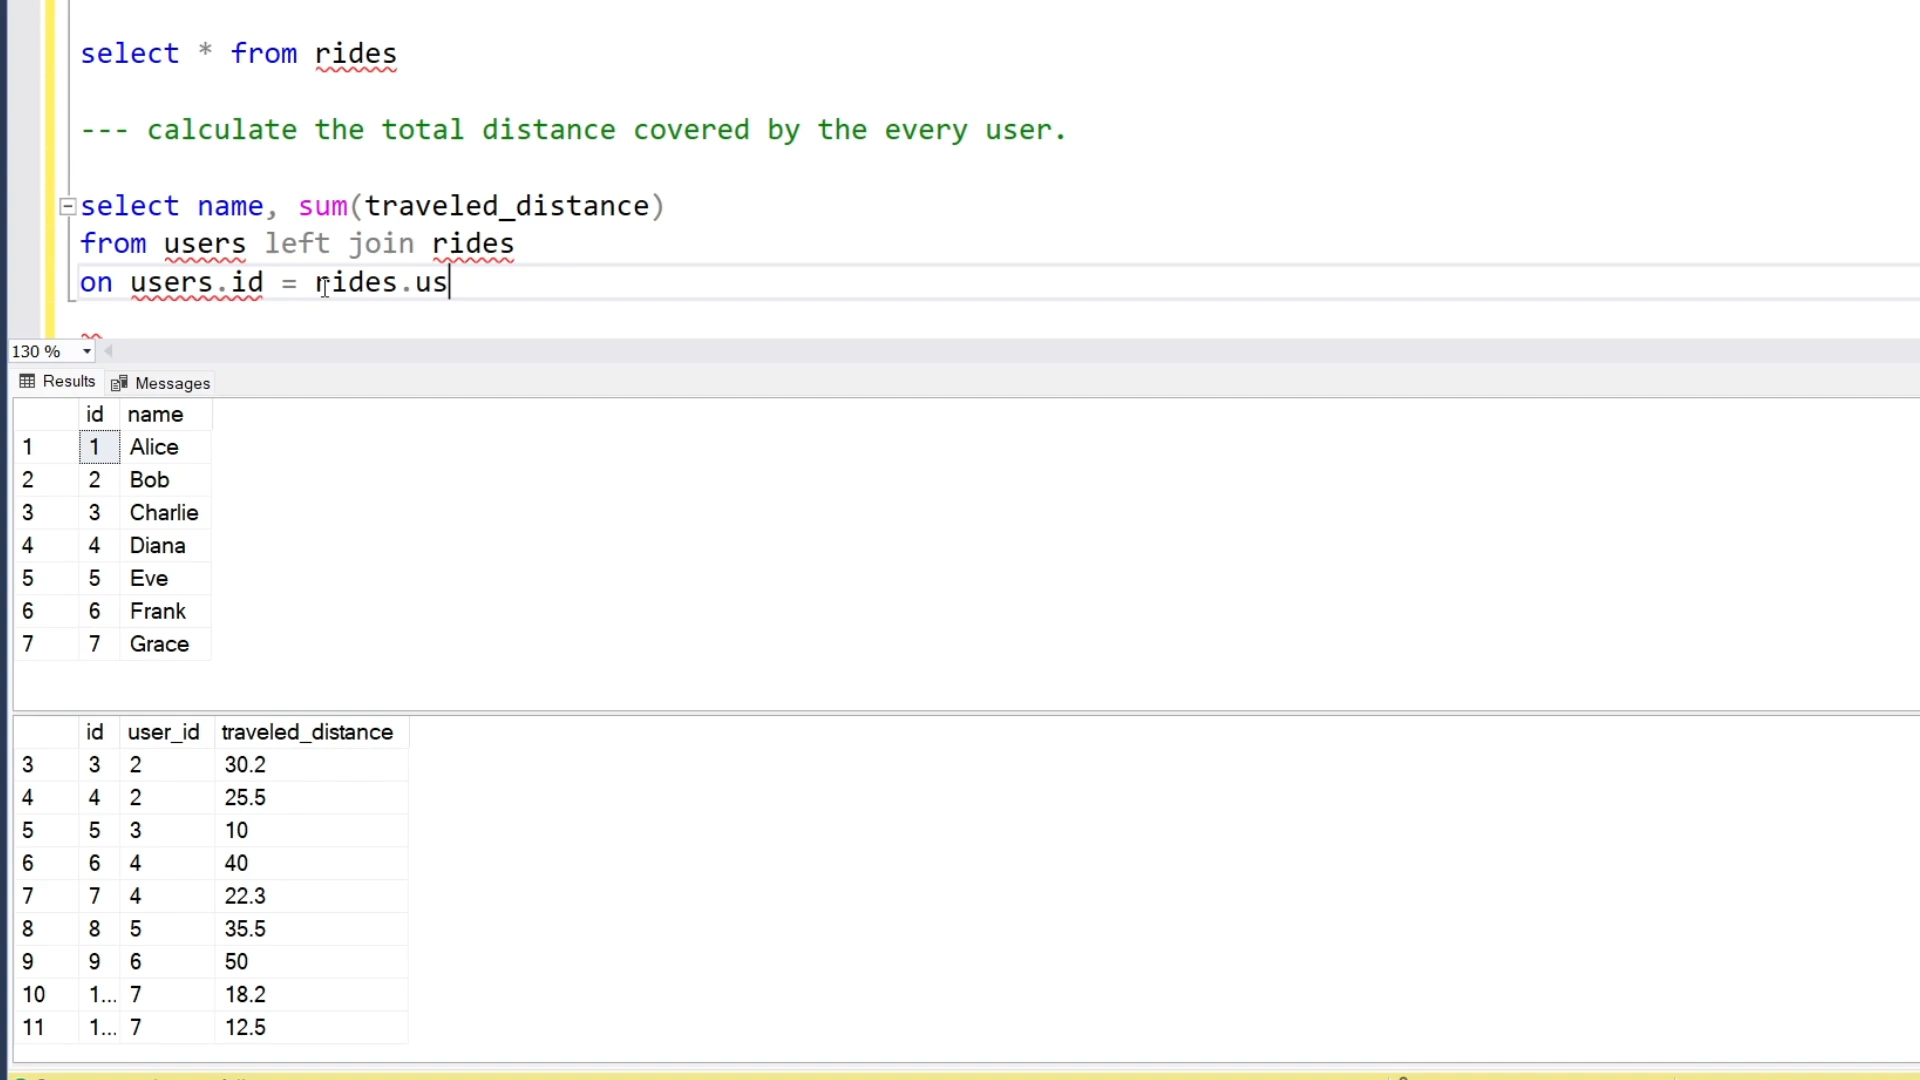 select * from rides
--- calculate the total distance covered by the every user.
select name, sum(traveled_distance)
from users left join rides
on users.id = rides.us
130 %
Results Messages
id name
1 1 Alice
2 2 Bob
3 3 Charlie
4 4 Diana
5 5 Eve
6 6 Frank
7 7 Grace
id user_id traveled_distance
3 3 2 30.2
4 4 2 25.5
5 5 3 10
6 6 4 40
7 7 4 22.3
8 8 5 35.5
9 9 6 50
10 1... 7 18.2
11 1... 7 12.5